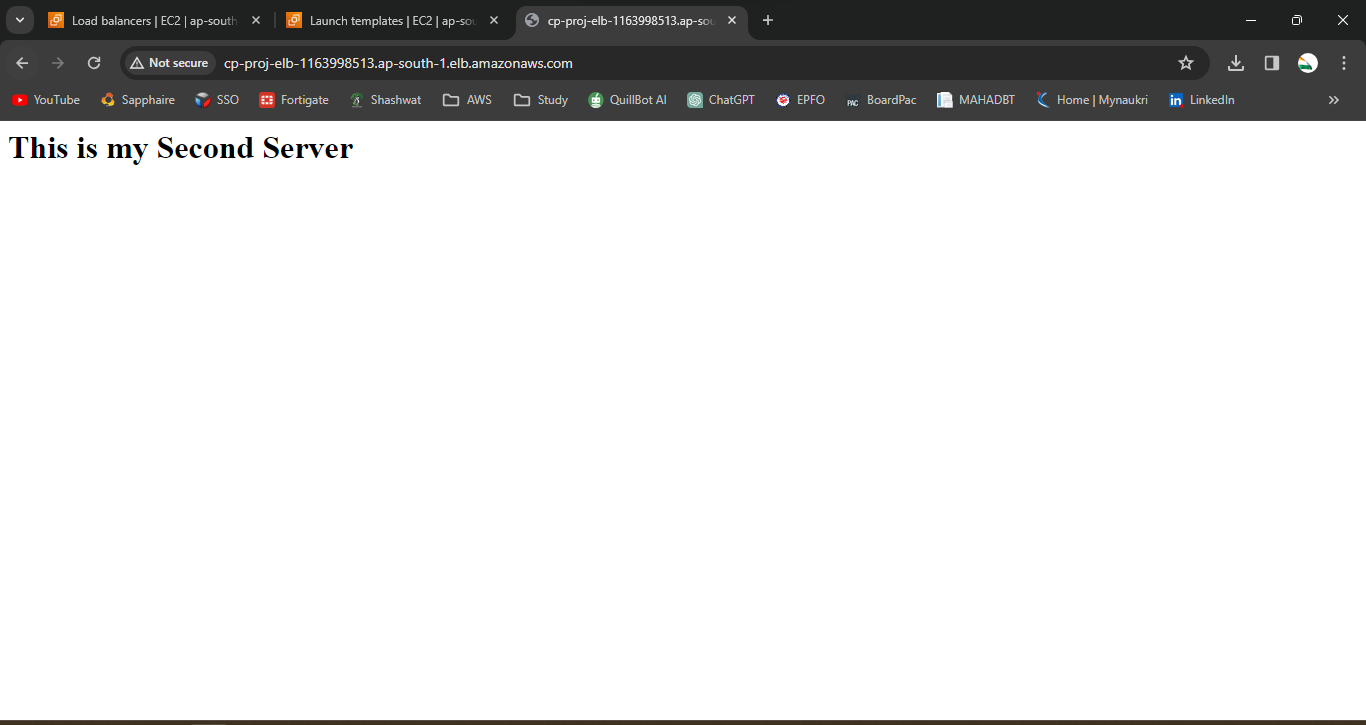 Load balancers | EC2 | ap-south
Launch templates | EC2 | ap-sou
cp-proj-elb-1163998513.ap-sou
Not secure
cp-proj-elb-1163998513.ap-south-1.elb.amazonaws.com
YouTube
Sapphaire
SSO
Fortigate
Shashwat
AWS
Study
QuillBot AI
ChatGPT
EPFO
PAC
BoardPac
MAHADBT
Home | Mynaukri
in
LinkedIn
This is my Second Server